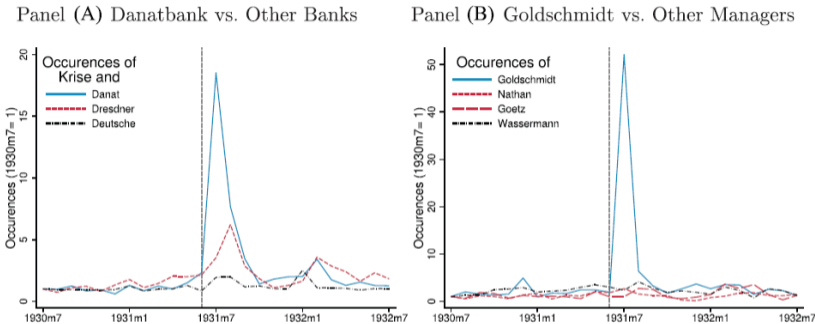 Panel (A) Danatbank vs. Other Banks
Occurences (1930m7= 1)
20
15
10
5
0
Occurences of
Krise and
Danat
Dresdner
Deutsche
1930m7
1931m1
1931m7
1932m1
1932m7
Panel (B) Goldschmidt vs. Other Managers
Occurences (1930m7= 1)
50
40
30
20
10
0
Occurences of
Goldschmidt
Nathan
Goetz
Wassermann
1930m7
1931m1
1931m7
1932m1
1932m7